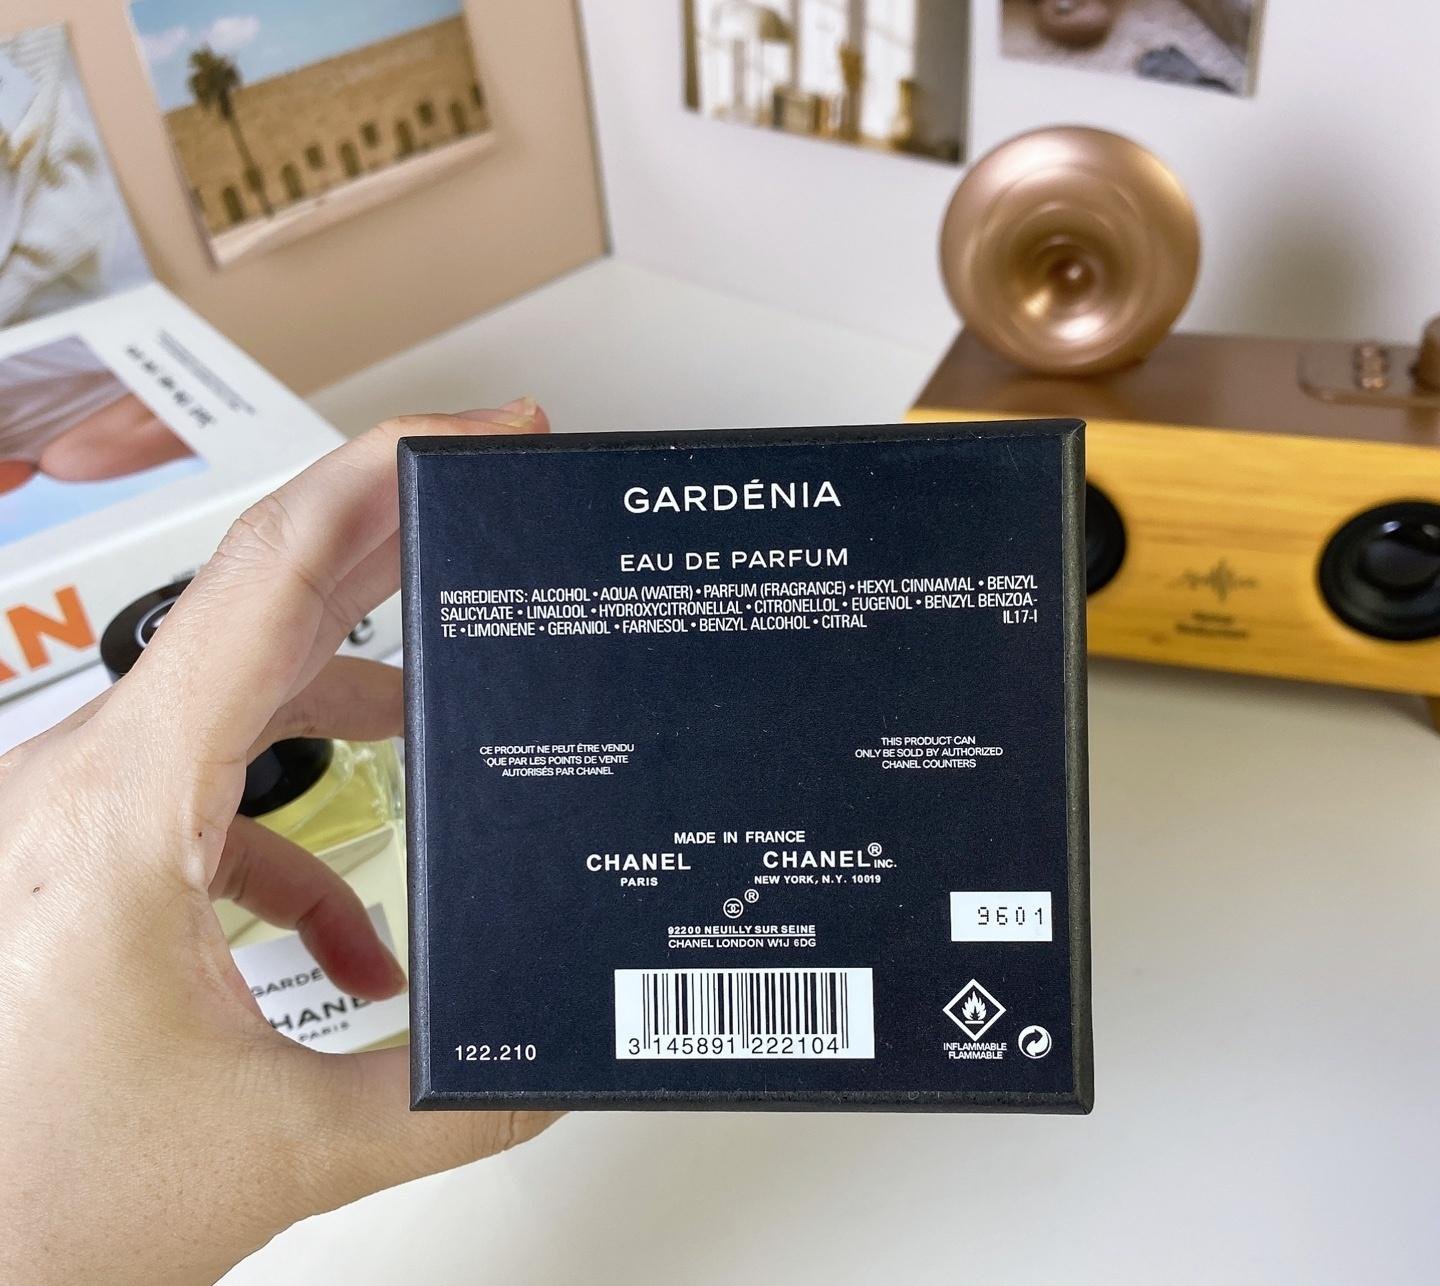 GARDÉNIA
EAU DE PARFUM
INGREDIENTS: ALCOHOL • AQUA (WATER) • PARFUM (FRAGRANCE) • HEXYL CINNAMAL • BENZYL
SALICYLATE • LINALOOL • HYDROXYCITRONELLAL • CITRONELLOL • EUGENOL • BENZYL BENZOA-
TE • LIMONENE • GERANIOL • FARNESOL • BENZYL ALCOHOL • CITRAL IL17-I
CE PRODUIT NE PEUT ÊTRE VENDU
QUE PAR LES POINTS DE VENTE
AUTORISÉS PAR CHANEL
THIS PRODUCT CAN
ONLY BE SOLD BY AUTHORIZED
CHANEL COUNTERS
MADE IN FRANCE
CHANEL
PARIS
CHANEL® INC.
NEW YORK, N.Y. 10019
®
92200 NEUILLY SUR SEINE
CHANEL LONDON W1J 6DG
9601
3 145891 222104
122.210
INFLAMMABLE
FLAMMABLE
AN
e
GARDÉ
HANE
PARIS